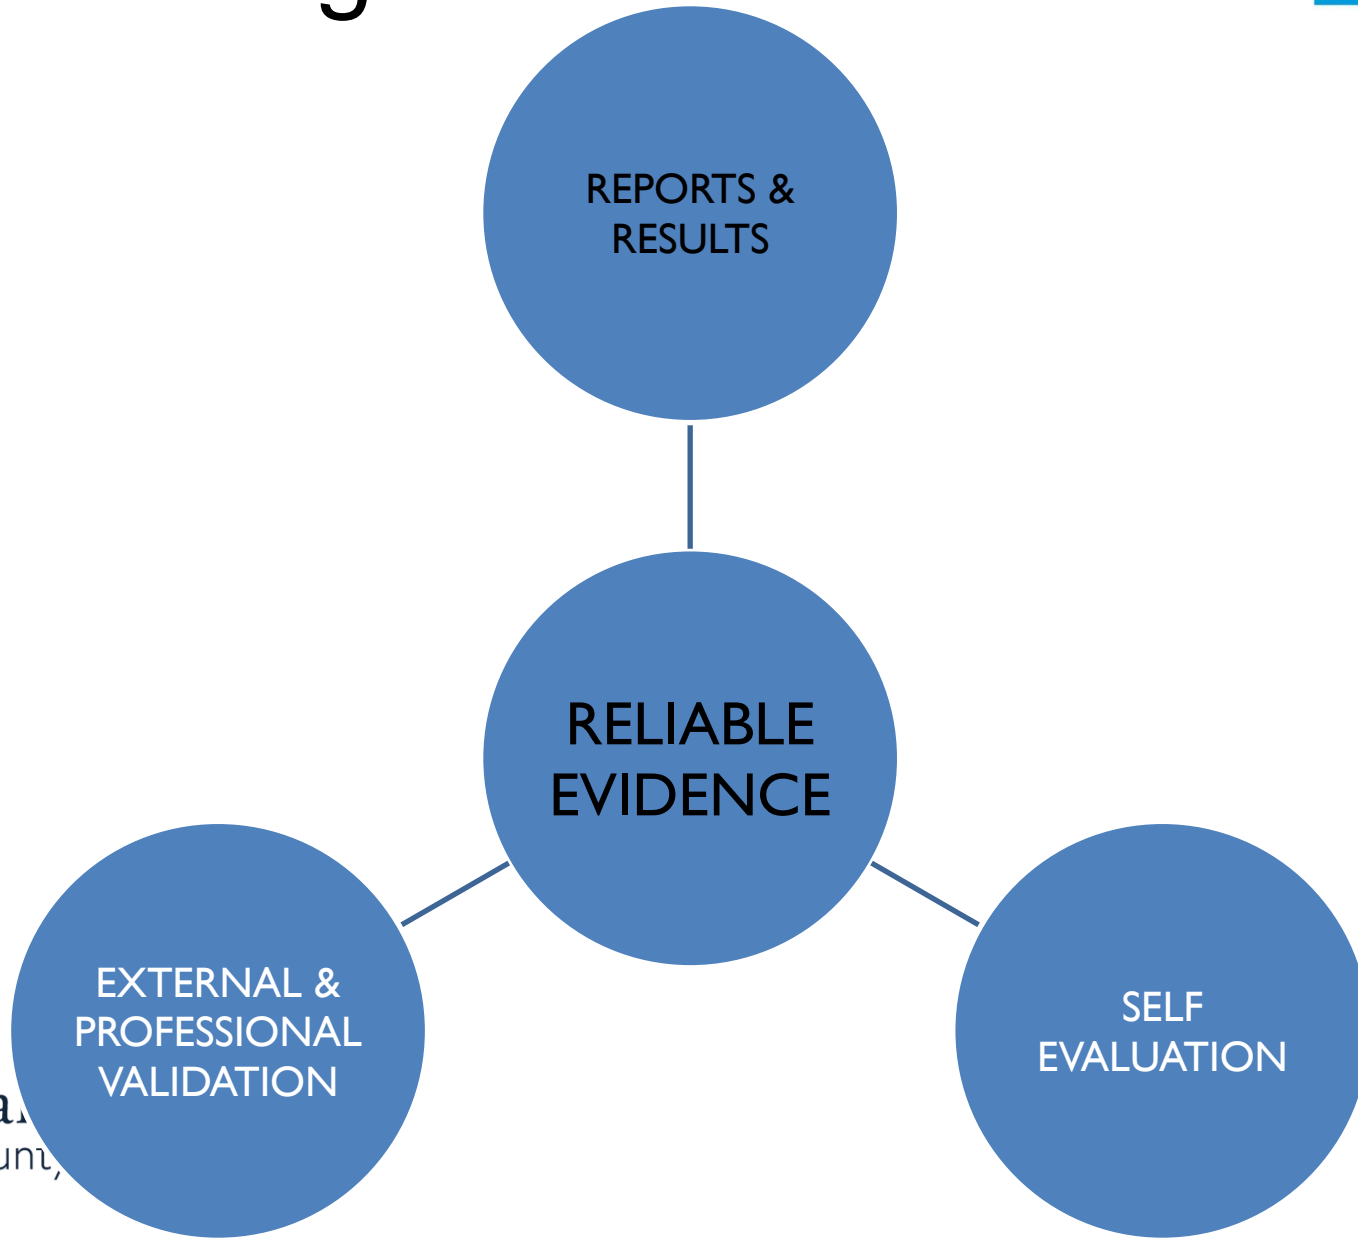 REPORTS &
RESULTS
RELIABLE
EVIDENCE
EXTERNAL &
PROFESSIONAL
VALIDATION
SELF
EVALUATION